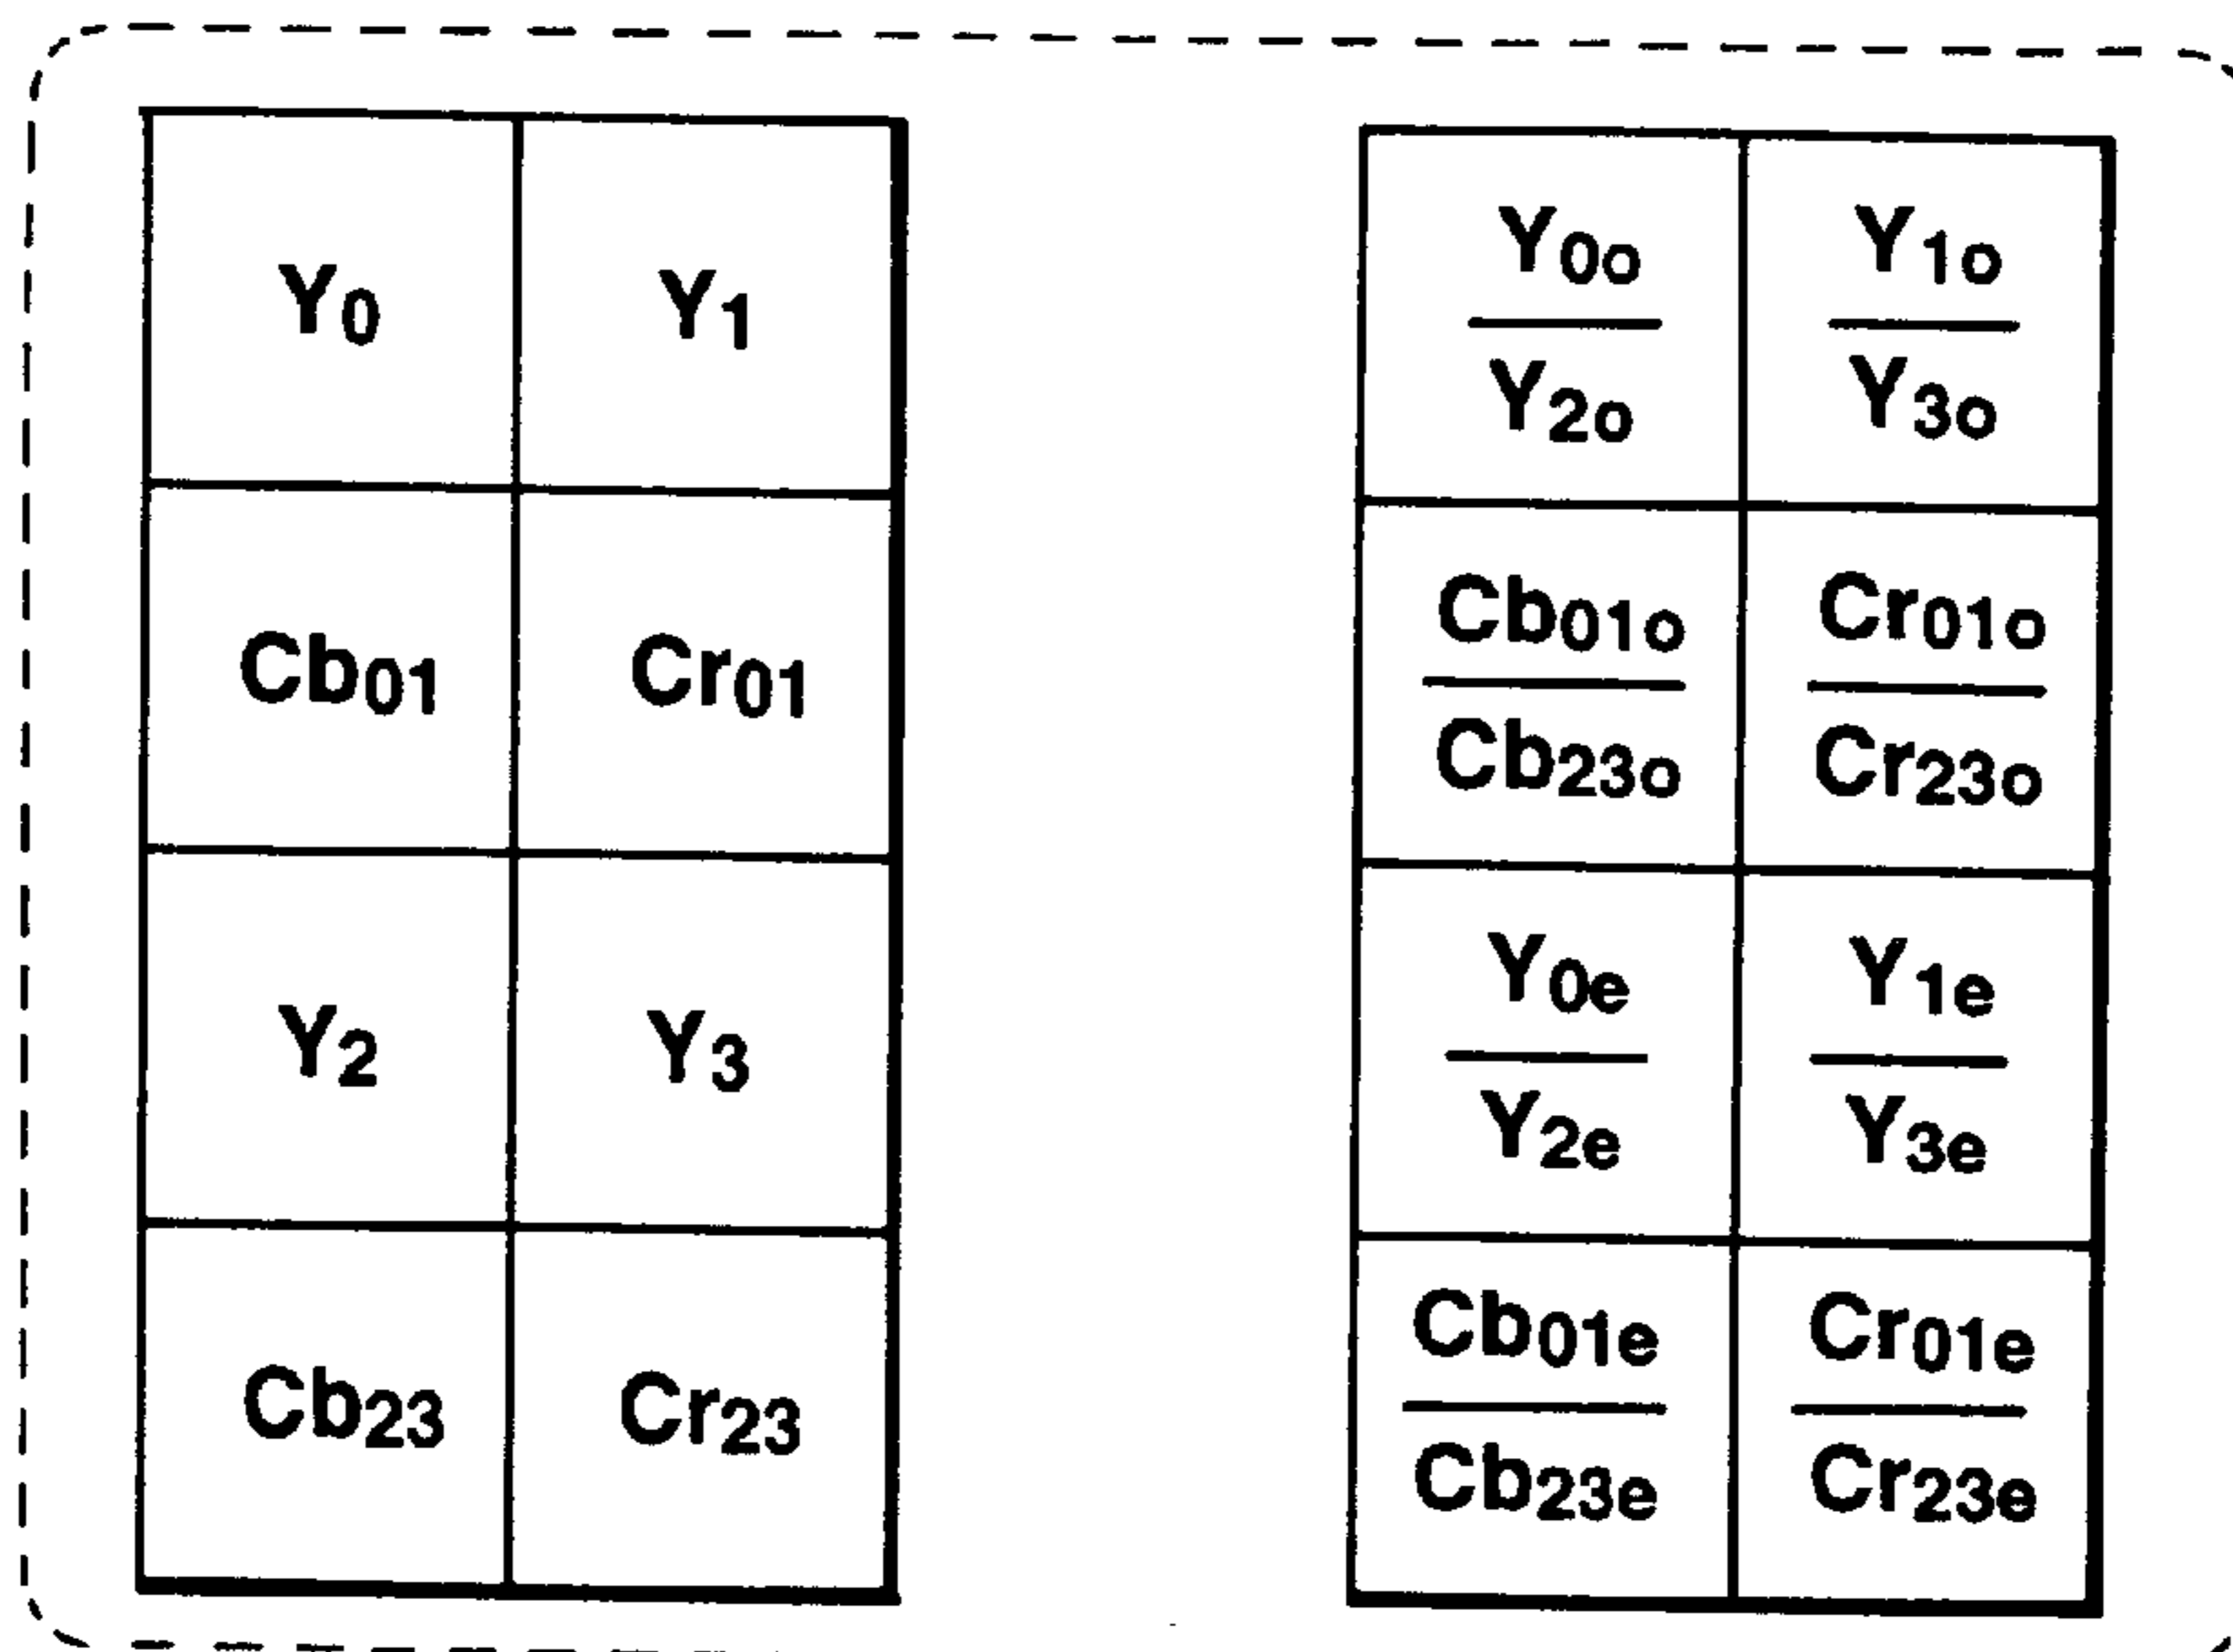 Y0 Y1
Cb01 Cr01
Y2 Y3
Cb23 Cr23
Y0o Y1o
Y2o Y3o
Cb01o Cr01o
Cb23o Cr23o
Y0e Y1e
Y2e Y3e
Cb01e Cr01e
Cb23e Cr23e